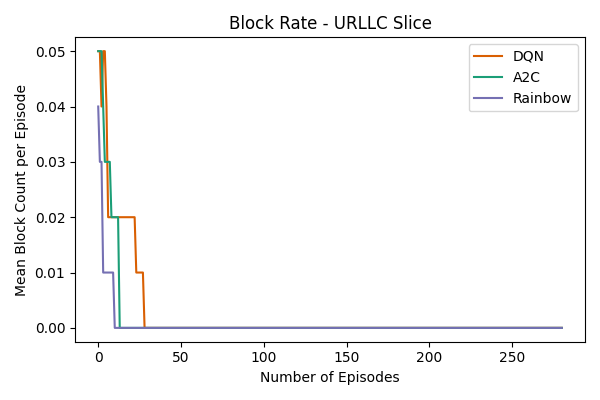 Block Rate - URLLC Slice
Mean Block Count per Episode
0.05
0.04
0.03
0.02
0.01
0.00
DQN
A2C
Rainbow
0 50 100 150 200 250
Number of Episodes